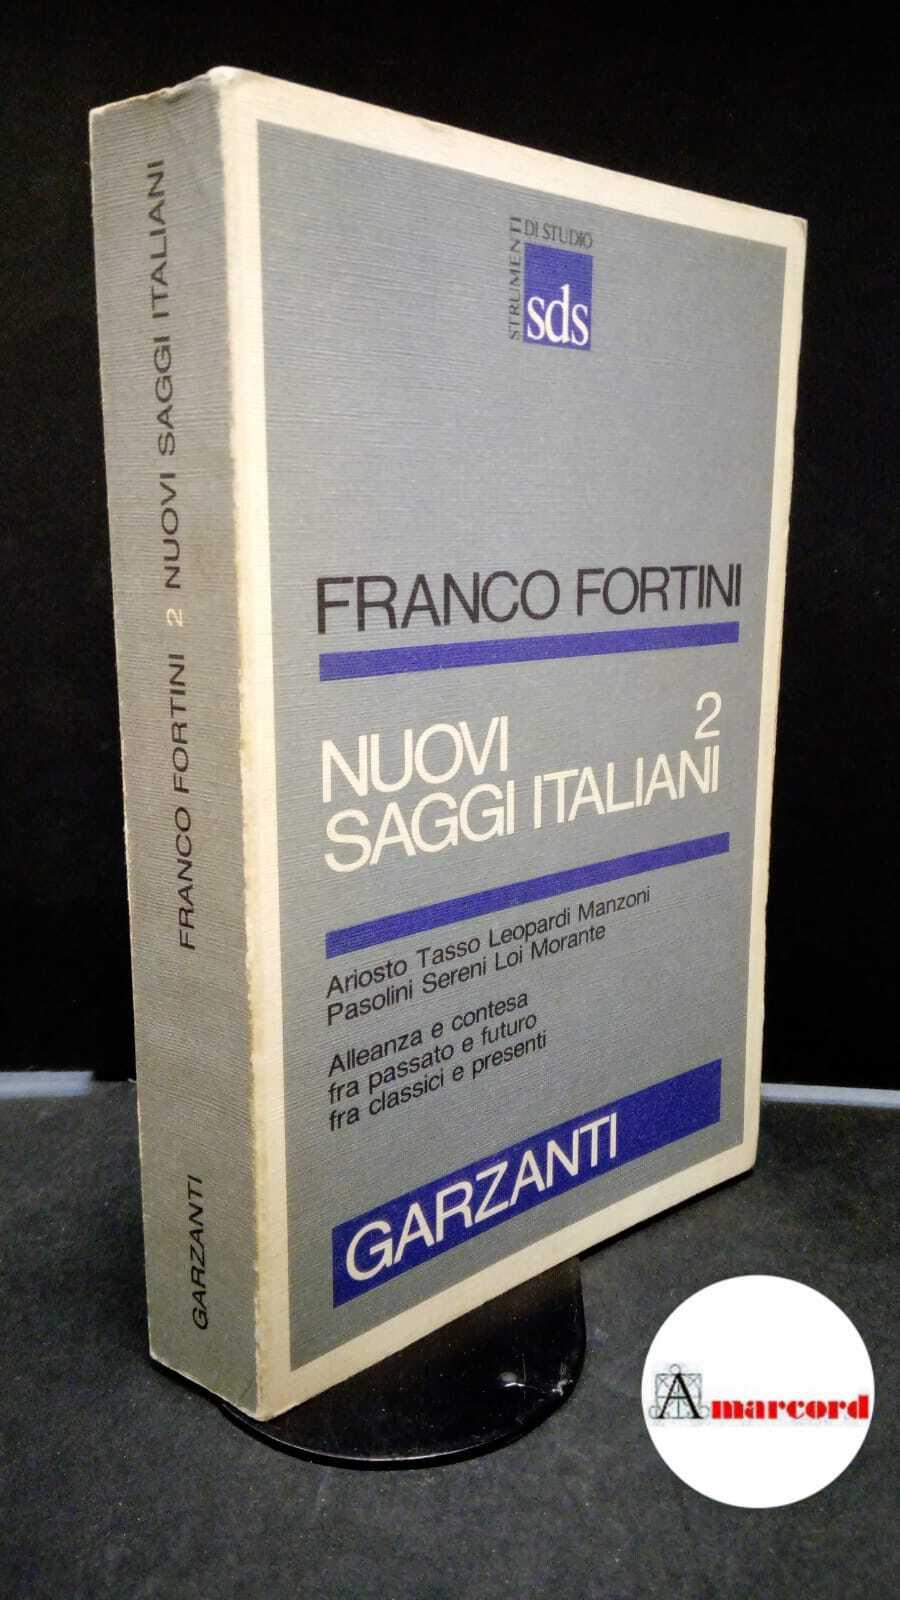 STRUMENTI
DI STUDIO
sds
FRANCO FORTINI
2
NUOVI
SAGGI ITALIANI
Ariosto Tasso Leopardi Manzoni
Pasolini Sereni Loi Morante
Alleanza e contesa
fra passato e futuro
fra classici e presenti
GARZANTI
FRANCO FORTINI 2 NUOVI SAGGI ITALIANI
GARZANTI
Amarcord